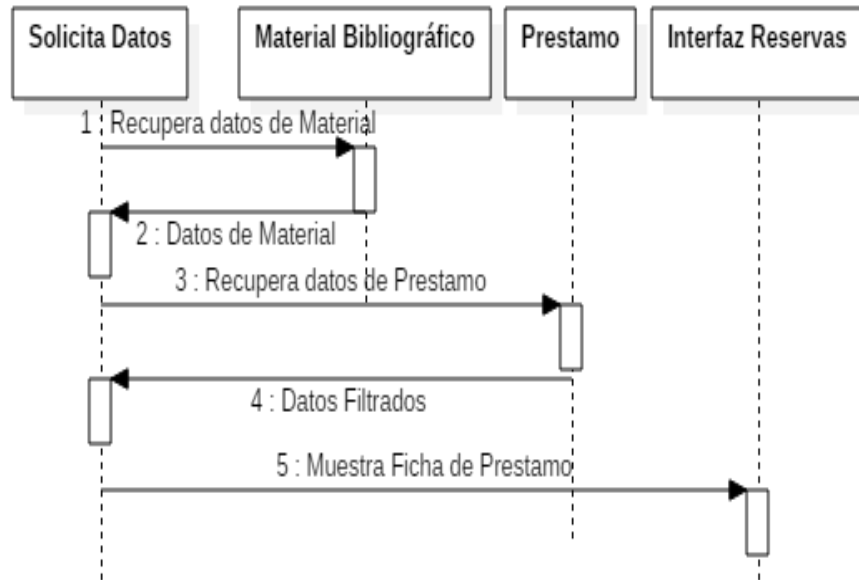 Solicita Datos
Material Bibliográfico
Prestamo
Interfaz Reservas
1 : Recupera datos de Material
2 : Datos de Material
3 : Recupera datos de Prestamo
4 : Datos Filtrados
5 : Muestra Ficha de Prestamo